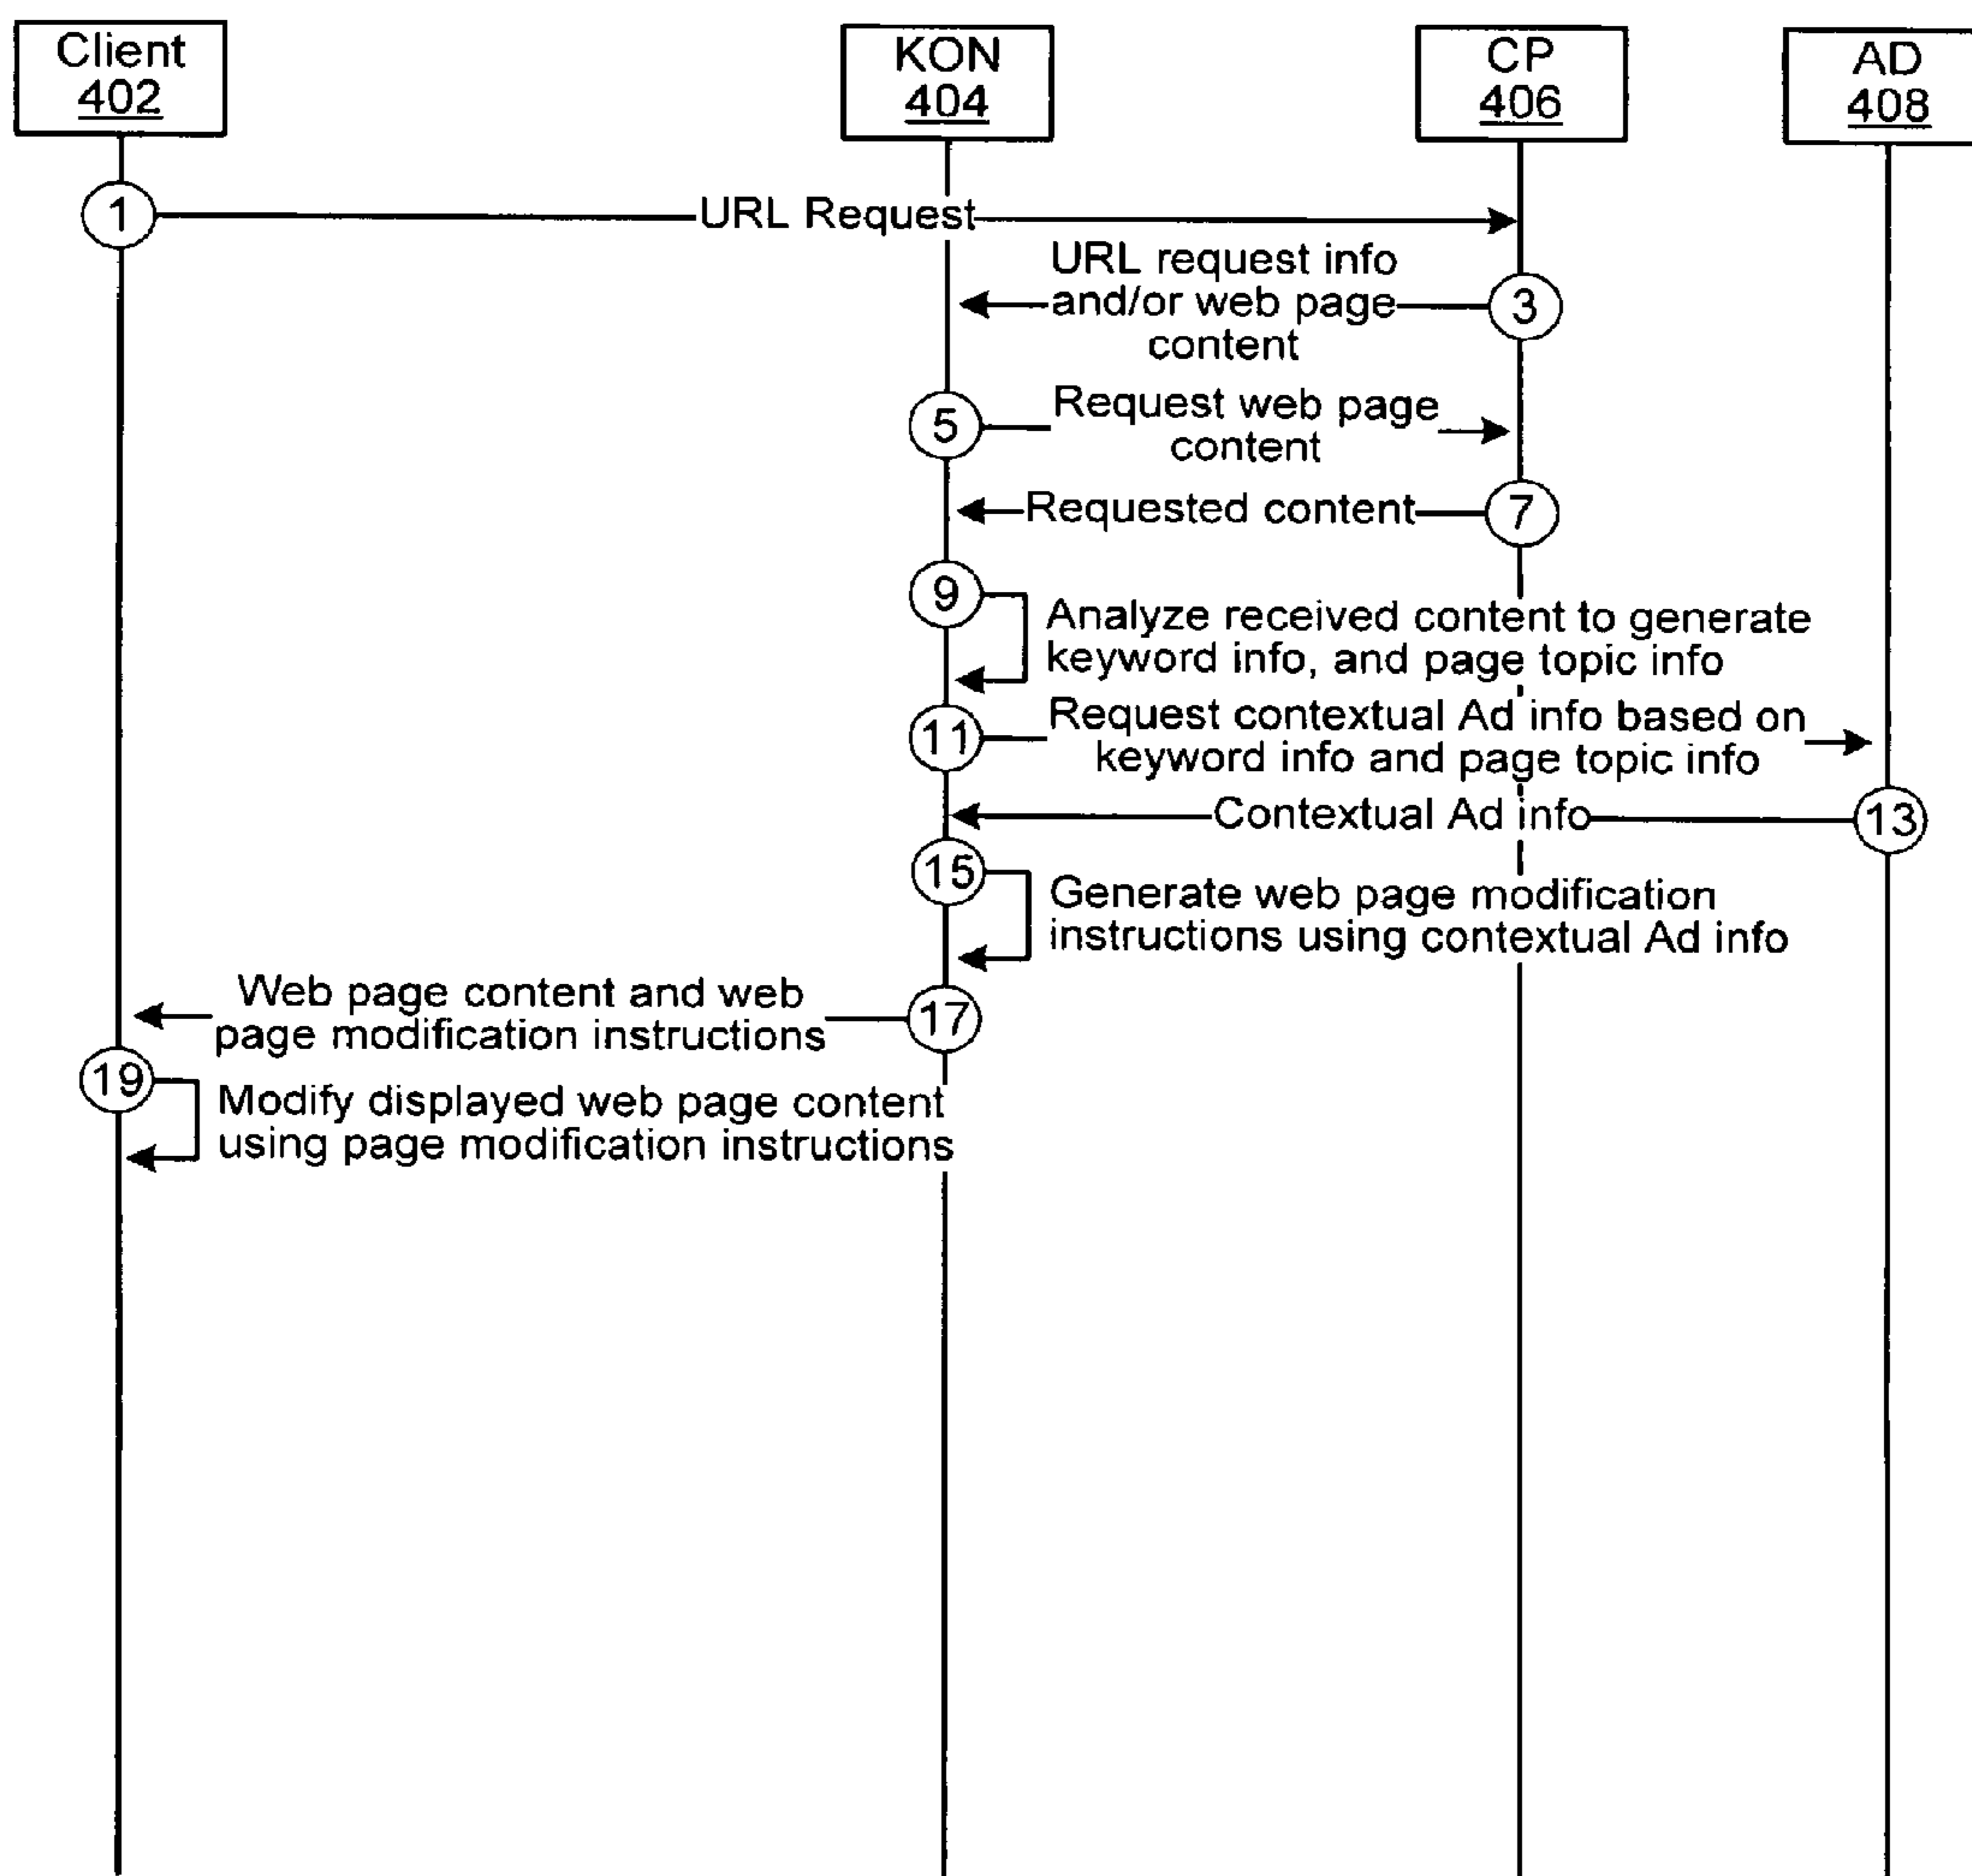 Client
402
KON
404
CP
406
AD
408
1
URL Request
URL request info
and/or web page
content
3
5
Request web page
content
Requested content
7
9
Analyze received content to generate
keyword info, and page topic info
11
Request contextual Ad info based on
keyword info and page topic info
Contextual Ad info
13
15
Generate web page modification
instructions using contextual Ad info
Web page content and web
page modification instructions
17
19
Modify displayed web page content
using page modification instructions